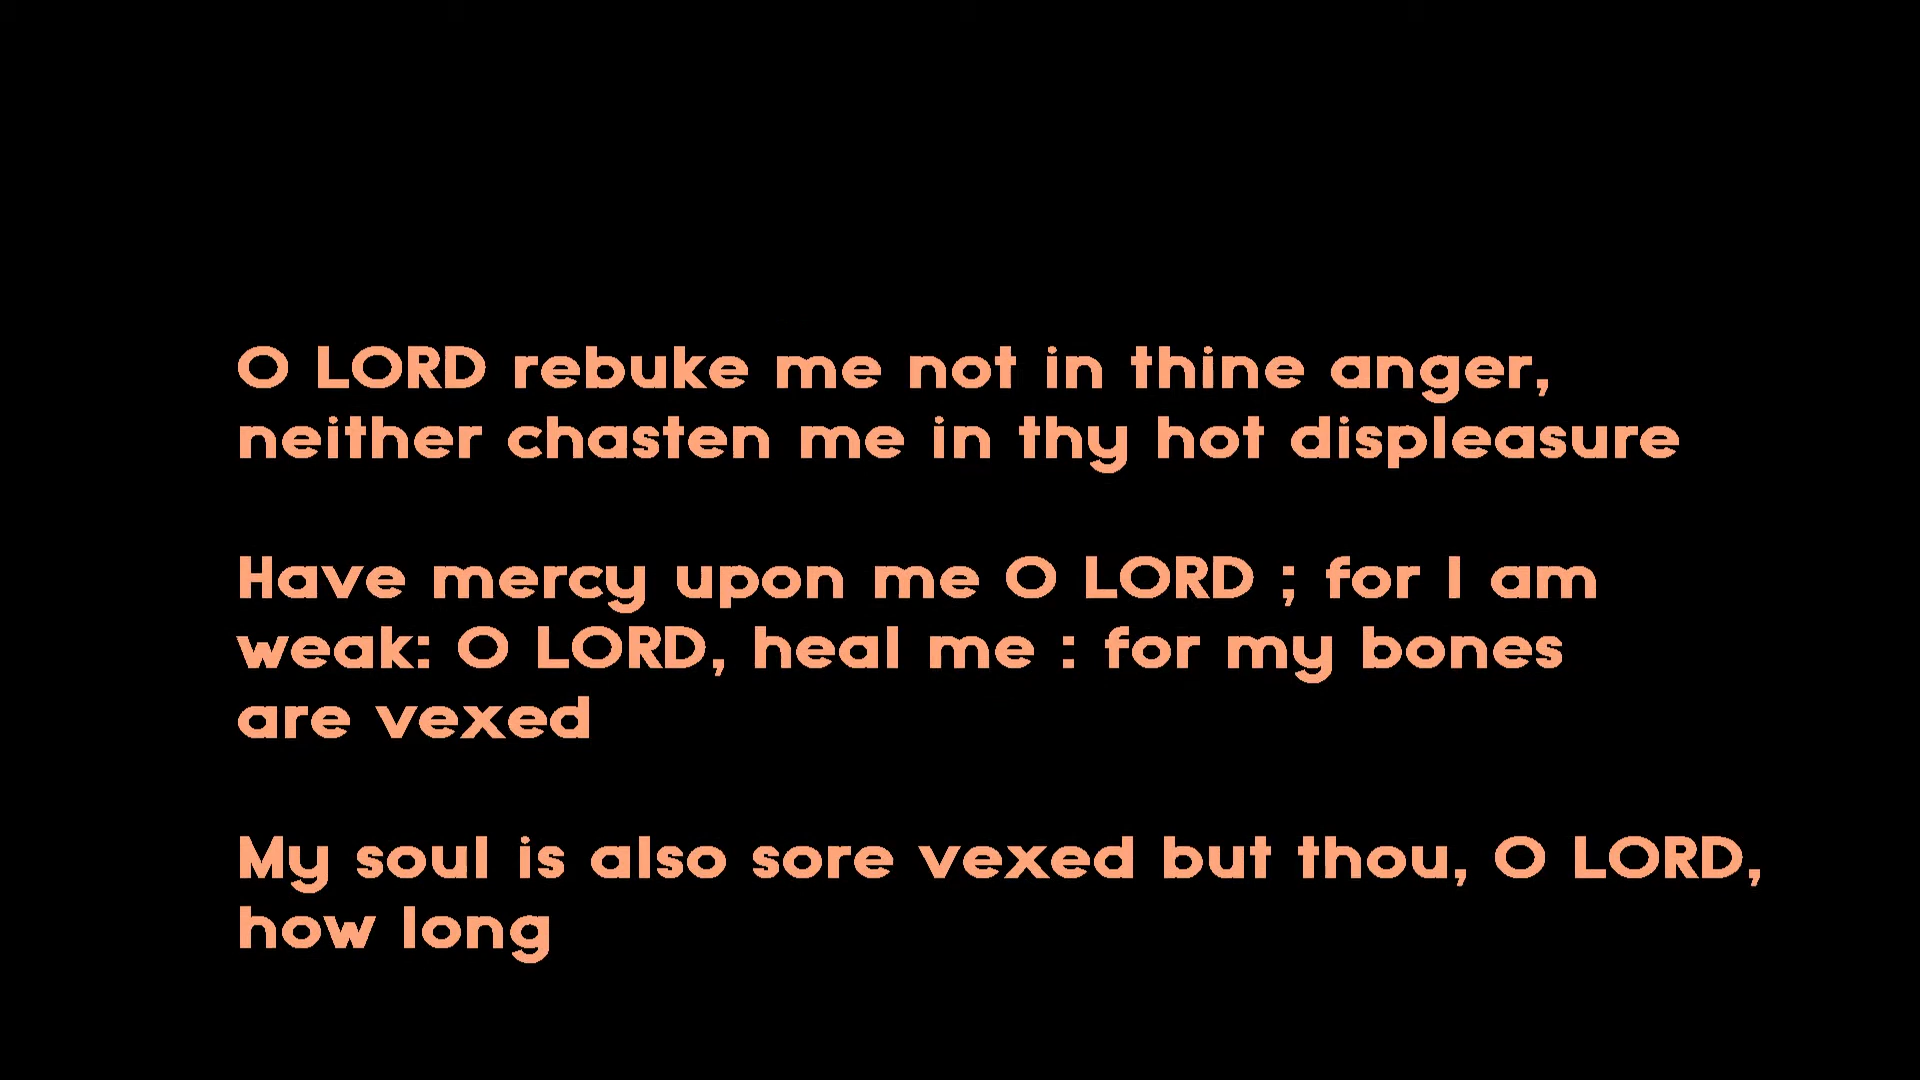 O LORD rebuke me not in thine anger,
neither chasten me in thy hot displeasure
Have mercy upon me O LORD ; for I am
weak: O LORD, heal me : for my bones
are vexed
My soul is also sore vexed but thou, O LORD,
how long